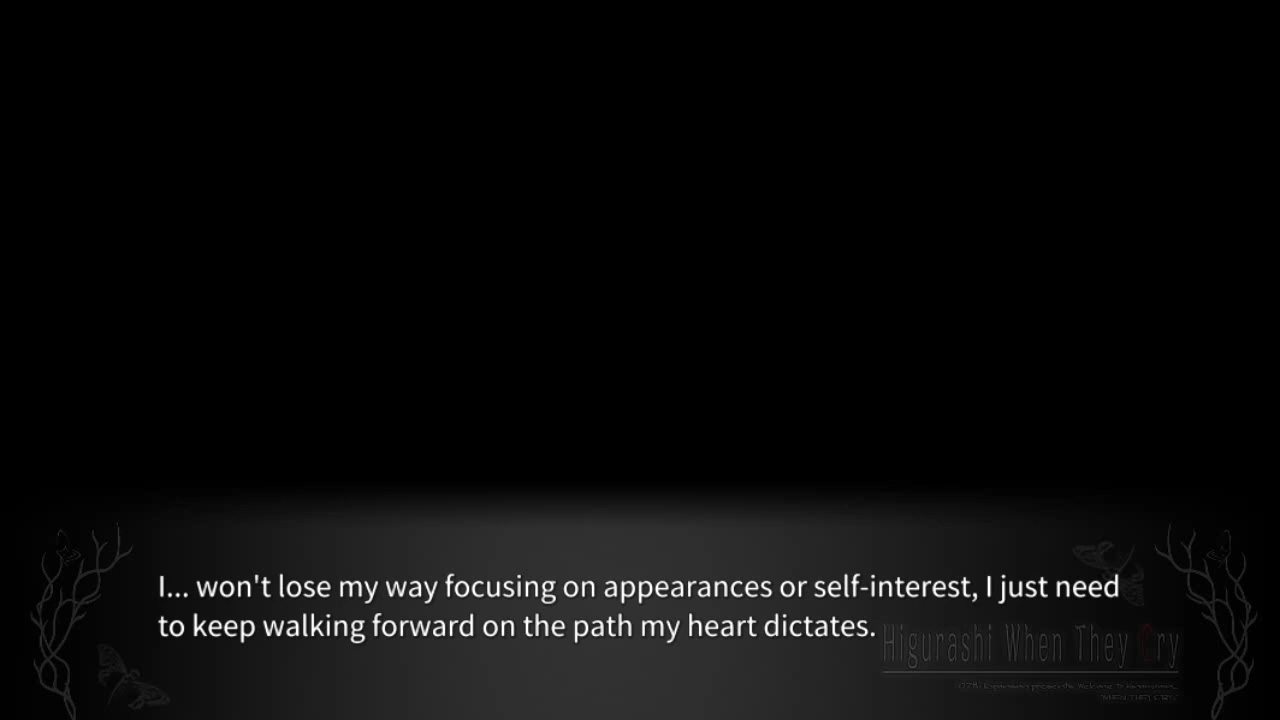 I... won't lose my way focusing on appearances or self-interest, I just need
to keep walking forward on the path my heart dictates.
Higurashi When They Cry